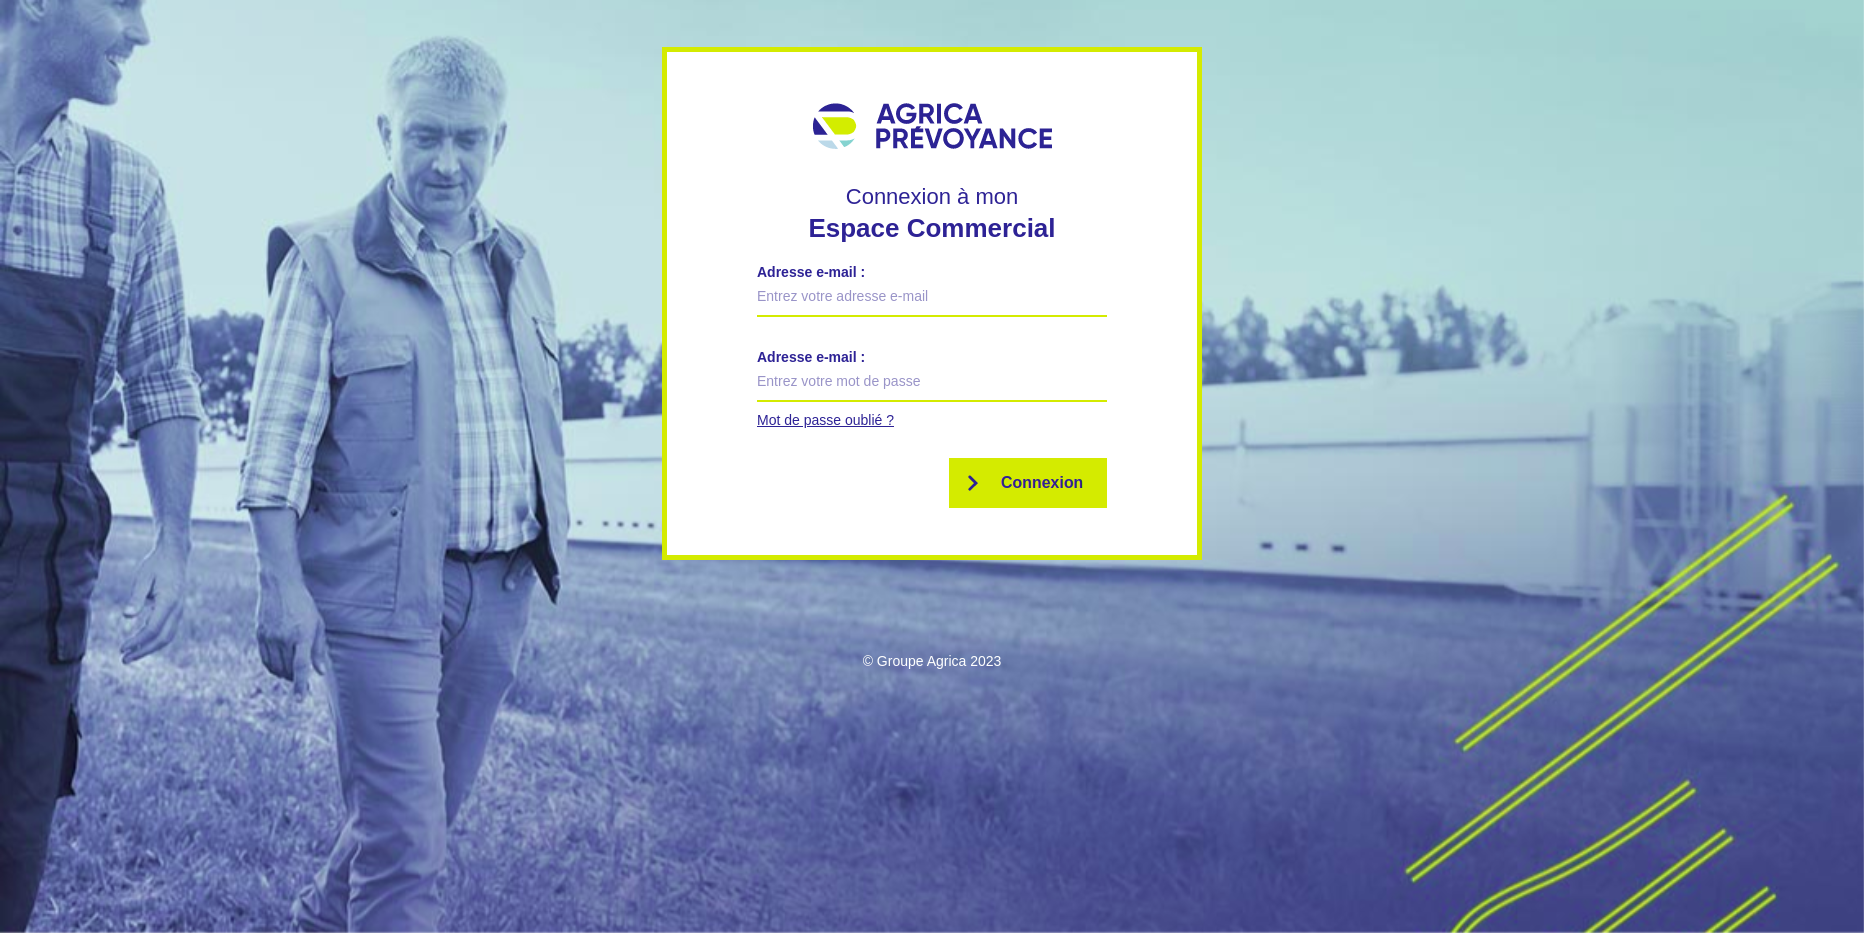 AGRICA
PRÉVOYANCE
Connexion à mon
Espace Commercial
Adresse e-mail :
Entrez votre adresse e-mail
Adresse e-mail :
Entrez votre mot de passe
Mot de passe oublié ?
Connexion
© Groupe Agrica 2023